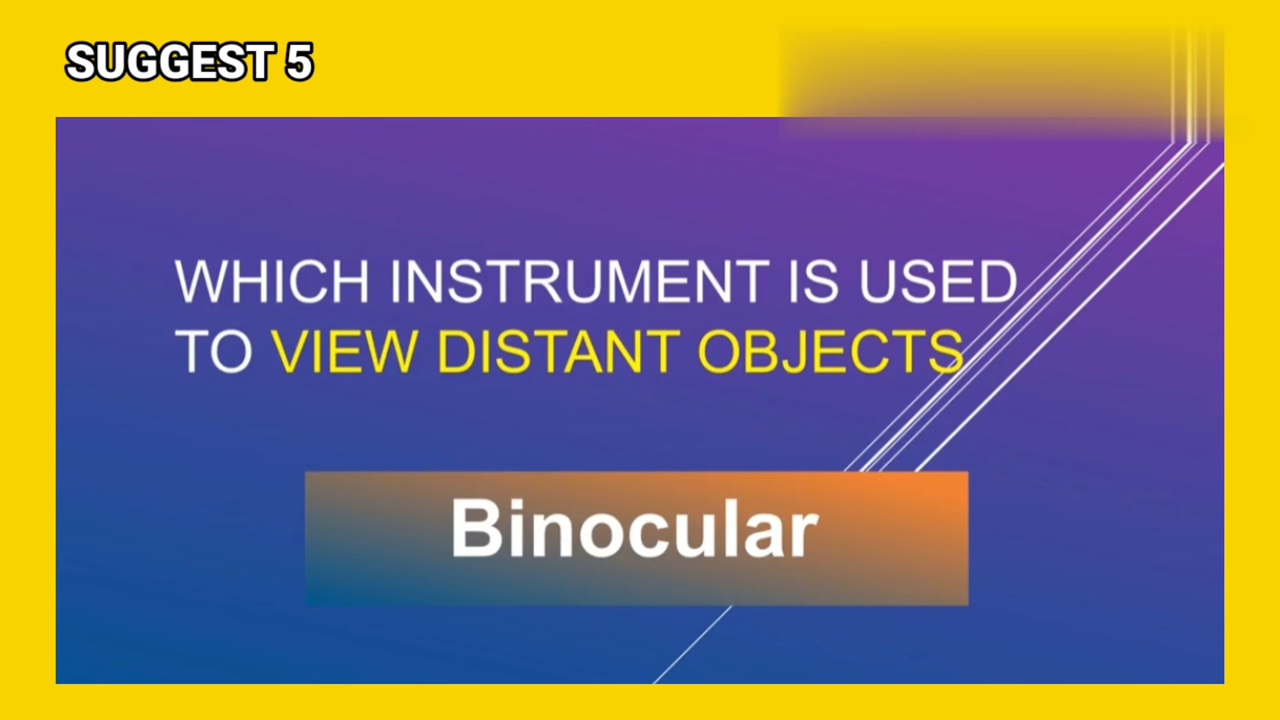 SUGGEST 5
WHICH INSTRUMENT IS USED
TO VIEW DISTANT OBJECTS
Binocular